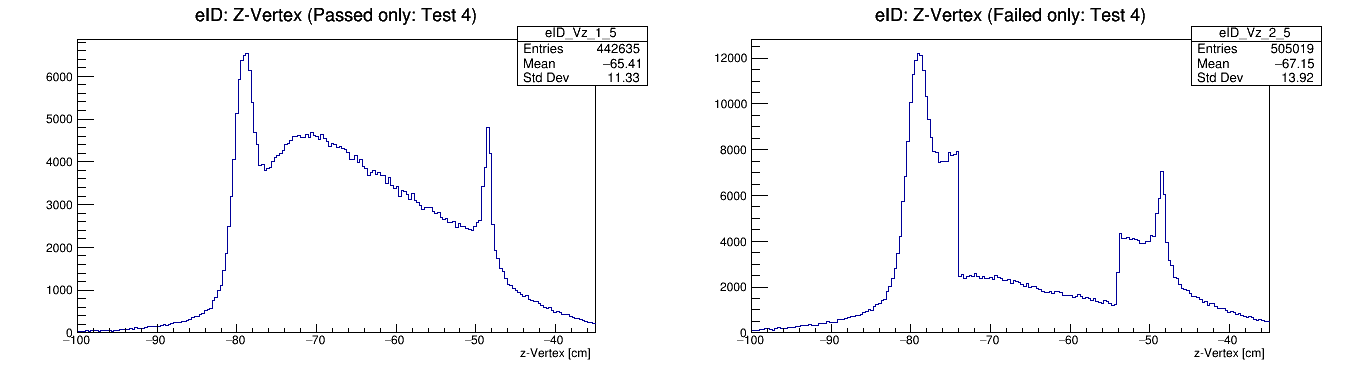 eID: Z-Vertex (Passed only: Test 4)
eID_Vz_1_5
Entries 442635
Mean −65.41
Std Dev 11.33
6000
5000
4000
3000
2000
1000
0
−100 −90 −80 −70 −60 −50 −40
z-Vertex [cm]
eID: Z-Vertex (Failed only: Test 4)
eID_Vz_2_5
Entries 505019
Mean −67.15
Std Dev 13.92
12000
10000
8000
6000
4000
2000
0
−100 −90 −80 −70 −60 −50 −40
z-Vertex [cm]